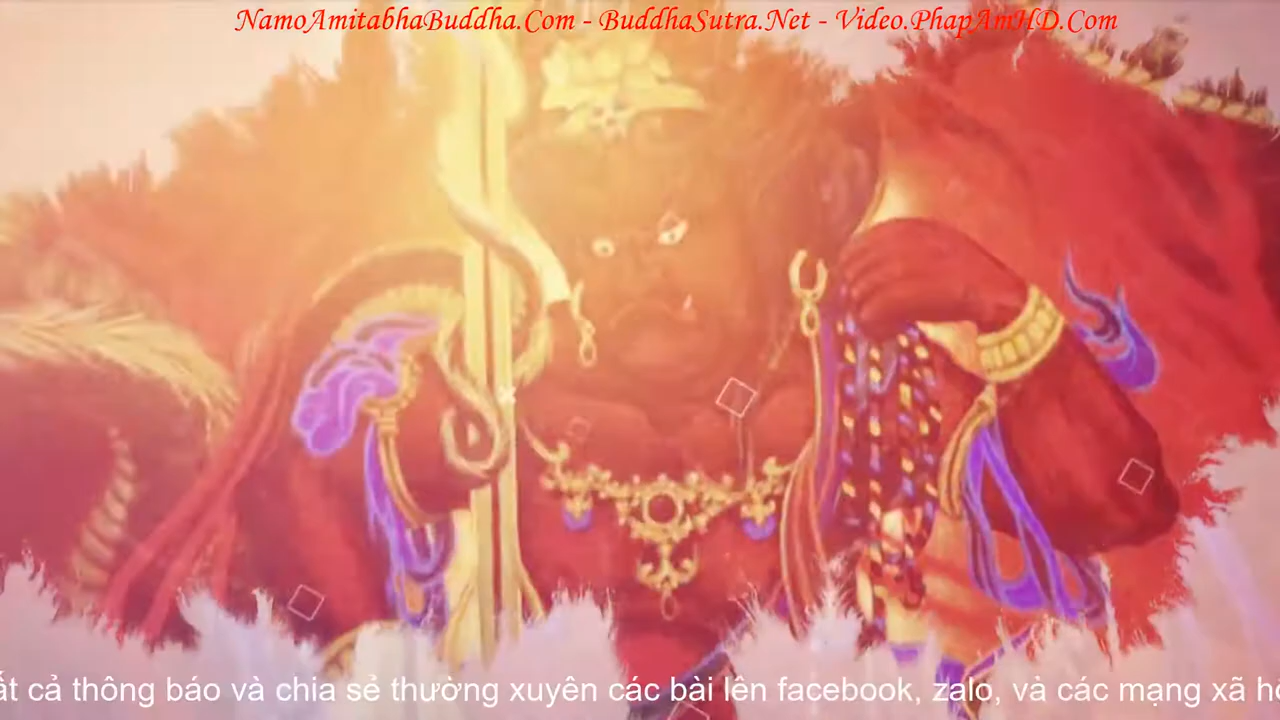 NamoAmitabhaBuddha.Com - BuddhaSutra.Net - Video.PhapAmHD.Com
ất cả thông báo và chia sẻ thường xuyên các bài lên facebook, zalo, và các mạng xã